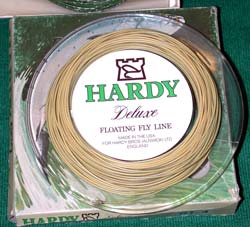 HARDY
Deluxe
FLOATING FLY LINE
MADE IN THE USA
FOR HARDY BROS (ALNWICK) LTD
ENGLAND
HARDY